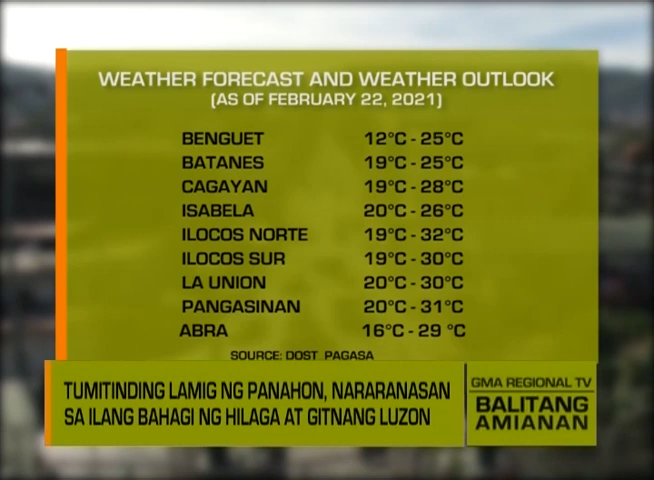 WEATHER FORECAST AND WEATHER OUTLOOK
(AS OF FEBRUARY 22, 2021)
BENGUET 12°C - 25°C
BATANES 19°C - 25°C
CAGAYAN 19°C - 28°C
ISABELA 20°C - 26°C
ILOCOS NORTE 19°C - 32°C
ILOCOS SUR 19°C - 30°C
LA UNION 20°C - 30°C
PANGASINAN 20°C - 31°C
ABRA 16°C - 29 °C
SOURCE: DOST PAGASA
TUMITINDING LAMIG NG PANAHON, NARARANASAN
SA ILANG BAHAGI NG HILAGA AT GITNANG LUZON
GMA REGIONAL TV
BALITANG
AMIANAN